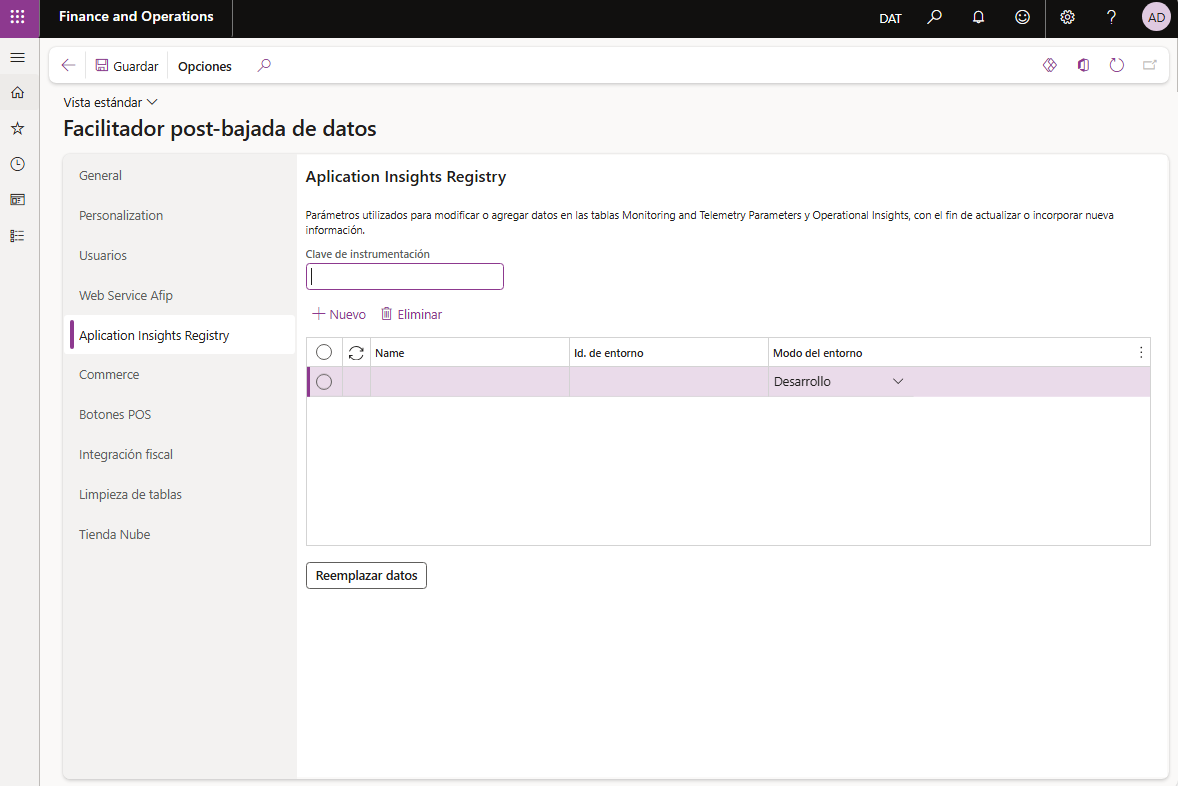 Finance and Operations
DAT
?
AD
Guardar
Opciones
Vista estándar
Facilitador post-bajada de datos
General
Personalization
Usuarios
Web Service Afip
Aplication Insights Registry
Commerce
Botones POS
Integración fiscal
Limpieza de tablas
Tienda Nube
Aplication Insights Registry
Parámetros utilizados para modificar o agregar datos en las tablas Monitoring and Telemetry Parameters y Operational Insights, con el fin de actualizar o incorporar nueva
información.
Clave de instrumentación
Nuevo
Eliminar
Name
Id. de entorno
Modo del entorno
Desarrollo
Reemplazar datos